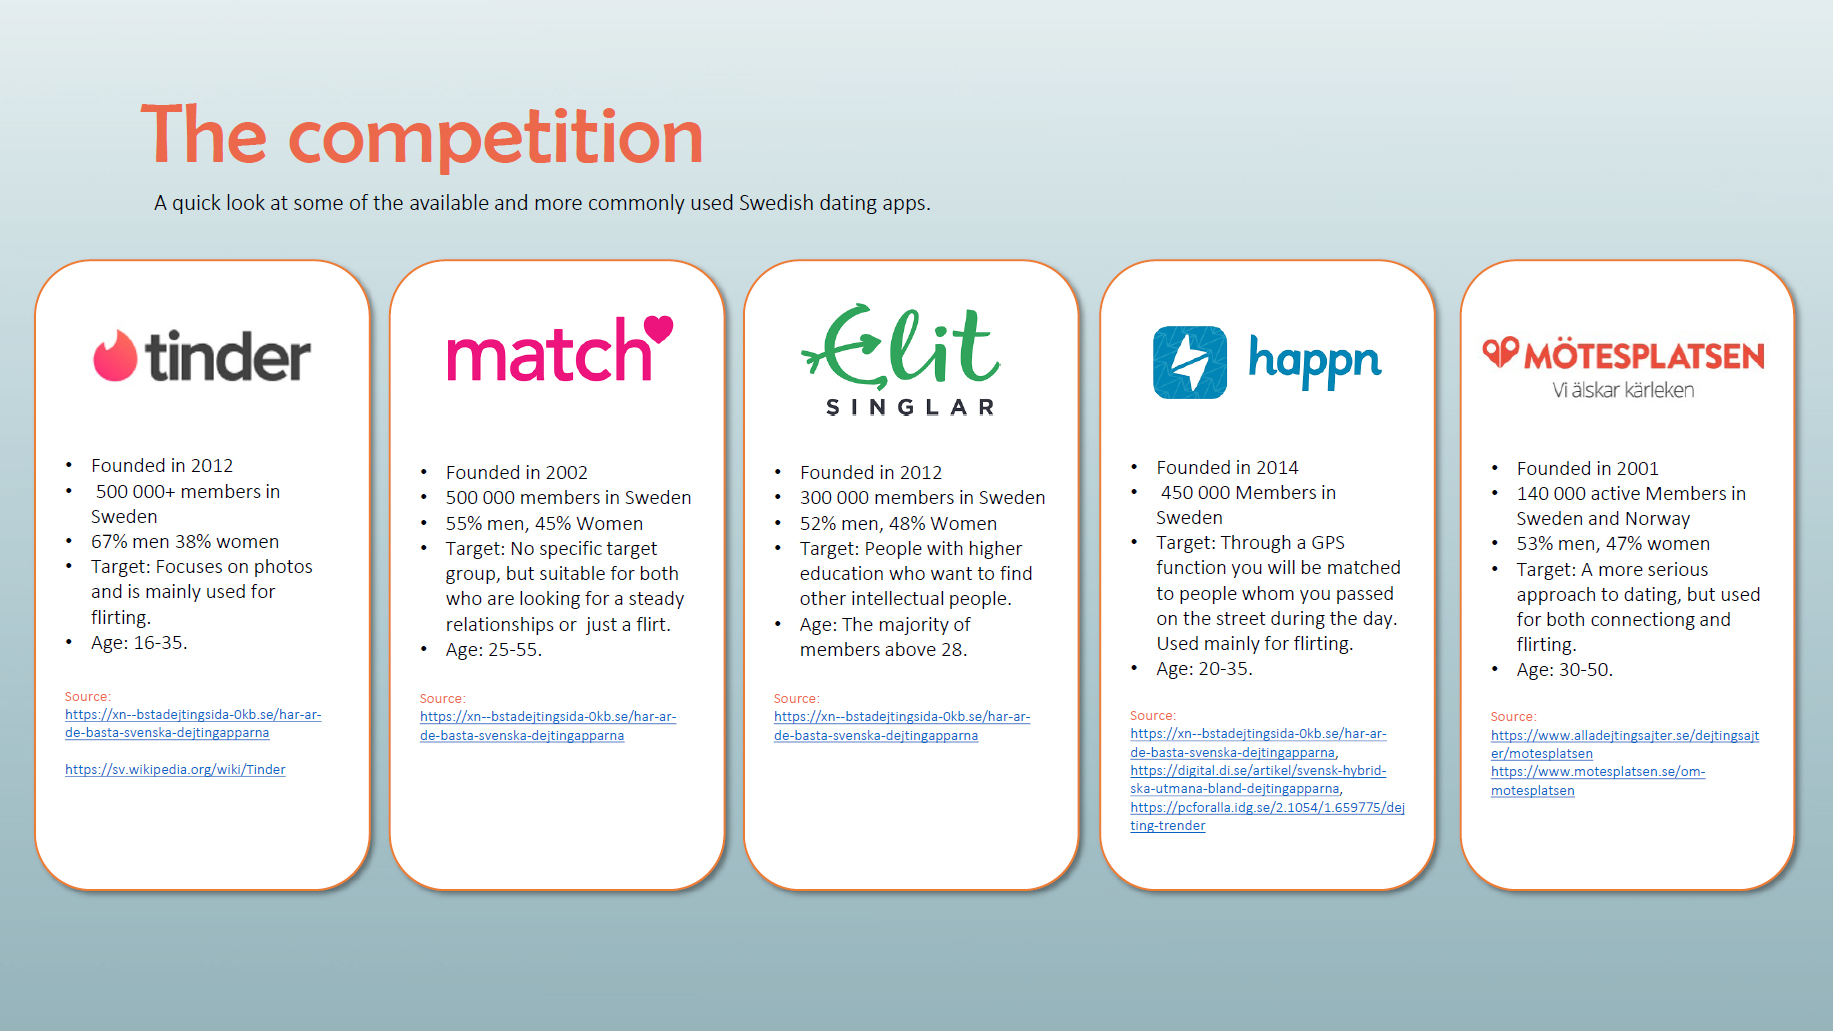 The competition
A quick look at some of the available and more commonly used Swedish dating apps.
tinder
• Founded in 2012
• 500 000+ members in
Sweden
• 67% men 38% women
• Target: Focuses on photos
and is mainly used for
flirting.
• Age: 16-35.
Source:
https://xn--bstadejtingsida-0kb.se/har-ar-
de-basta-svenska-dejtingapparna
https://sv.wikipedia.org/wiki/Tinder
match
• Founded in 2002
• 500 000 members in Sweden
• 55% men, 45% Women
• Target: No specific target
group, but suitable for both
who are looking for a steady
relationships or  just a flirt.
• Age: 25-55.
Source:
https://xn--bstadejtingsida-0kb.se/har-ar-
de-basta-svenska-dejtingapparna
Elit
SINGLAR
• Founded in 2012
• 300 000 members in Sweden
• 52% men, 48% Women
• Target: People with higher
education who want to find
other intellectual people.
• Age: The majority of
members above 28.
Source:
https://xn--bstadejtingsida-0kb.se/har-ar-
de-basta-svenska-dejtingapparna
happn
• Founded in 2014
• 450 000 Members in
Sweden
• Target: Through a GPS
function you will be matched
to people whom you passed
on the street during the day.
Used mainly for flirting.
• Age: 20-35.
Source:
https://xn--bstadejtingsida-0kb.se/har-ar-
de-basta-svenska-dejtingapparna,
https://digital.di.se/artikel/svensk-hybrid-
ska-utmana-bland-dejtingapparna,
https://pcforalla.idg.se/2.1054/1.659775/dej
ting-trender
MÖTESPLATSEN
Vi älskar kärleken
• Founded in 2001
• 140 000 active Members in
Sweden and Norway
• 53% men, 47% women
• Target: A more serious
approach to dating, but used
for both connectiong and
flirting.
• Age: 30-50.
Source:
https://www.alladejtingsajter.se/dejtingsajt
er/motesplatsen
https://www.motesplatsen.se/om-
motesplatsen